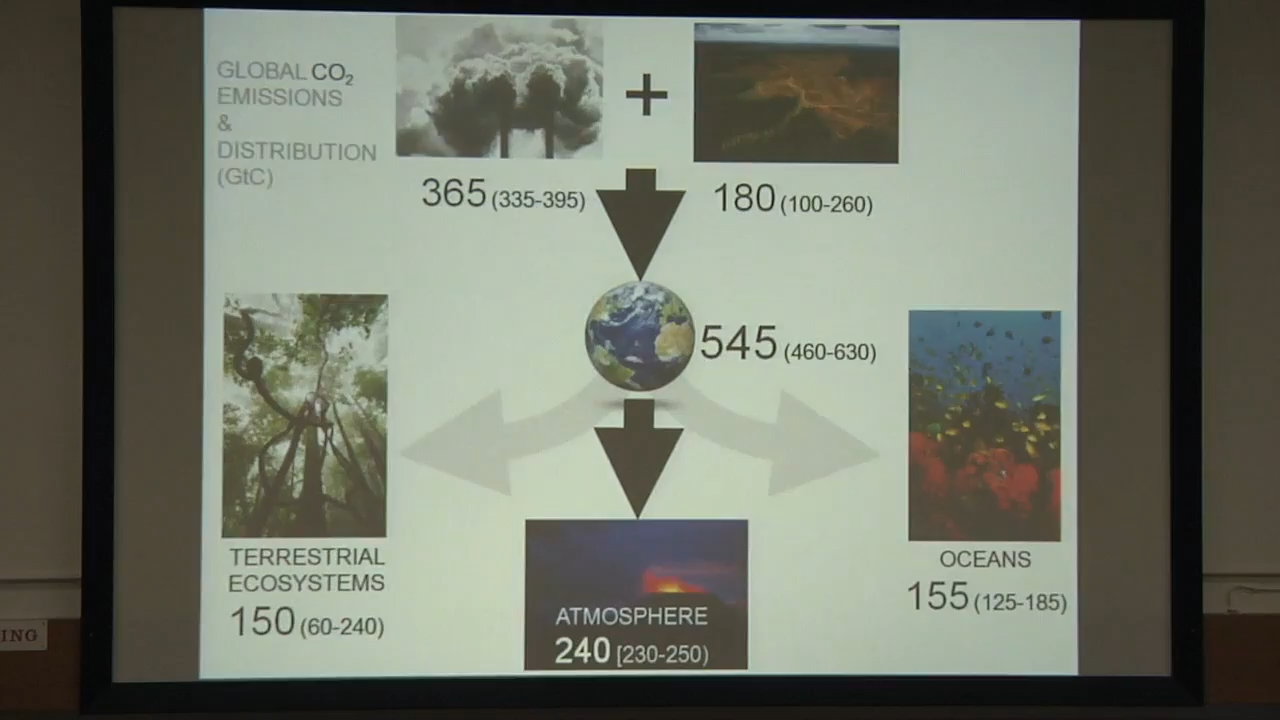 GLOBAL CO₂
EMISSIONS
&
DISTRIBUTION
(GtC)
+
365 (335-395)
180 (100-260)
545 (460-630)
TERRESTRIAL
ECOSYSTEMS
150 (60-240)
ATMOSPHERE
240 [230-250)
OCEANS
155 (125-185)
ING